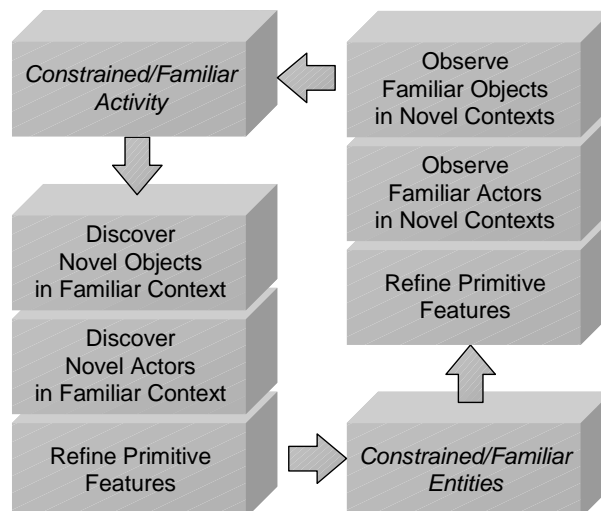 Constrained/Familiar
Activity
Discover
Novel Objects
in Familiar Context
Discover
Novel Actors
in Familiar Context
Refine Primitive
Features
Observe
Familiar Objects
in Novel Contexts
Observe
Familiar Actors
in Novel Contexts
Refine Primitive
Features
Constrained/Familiar
Entities